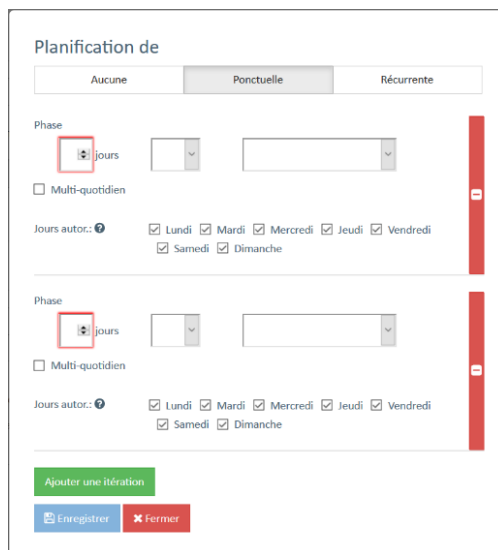 Planification de
Aucune Ponctuelle Récurrente
Phase
jours
Multi-quotidien
Jours autor.: Lundi Mardi Mercredi Jeudi Vendredi
Samedi Dimanche
Phase
jours
Multi-quotidien
Jours autor.: Lundi Mardi Mercredi Jeudi Vendredi
Samedi Dimanche
Ajouter une itération
Enregistrer Fermer